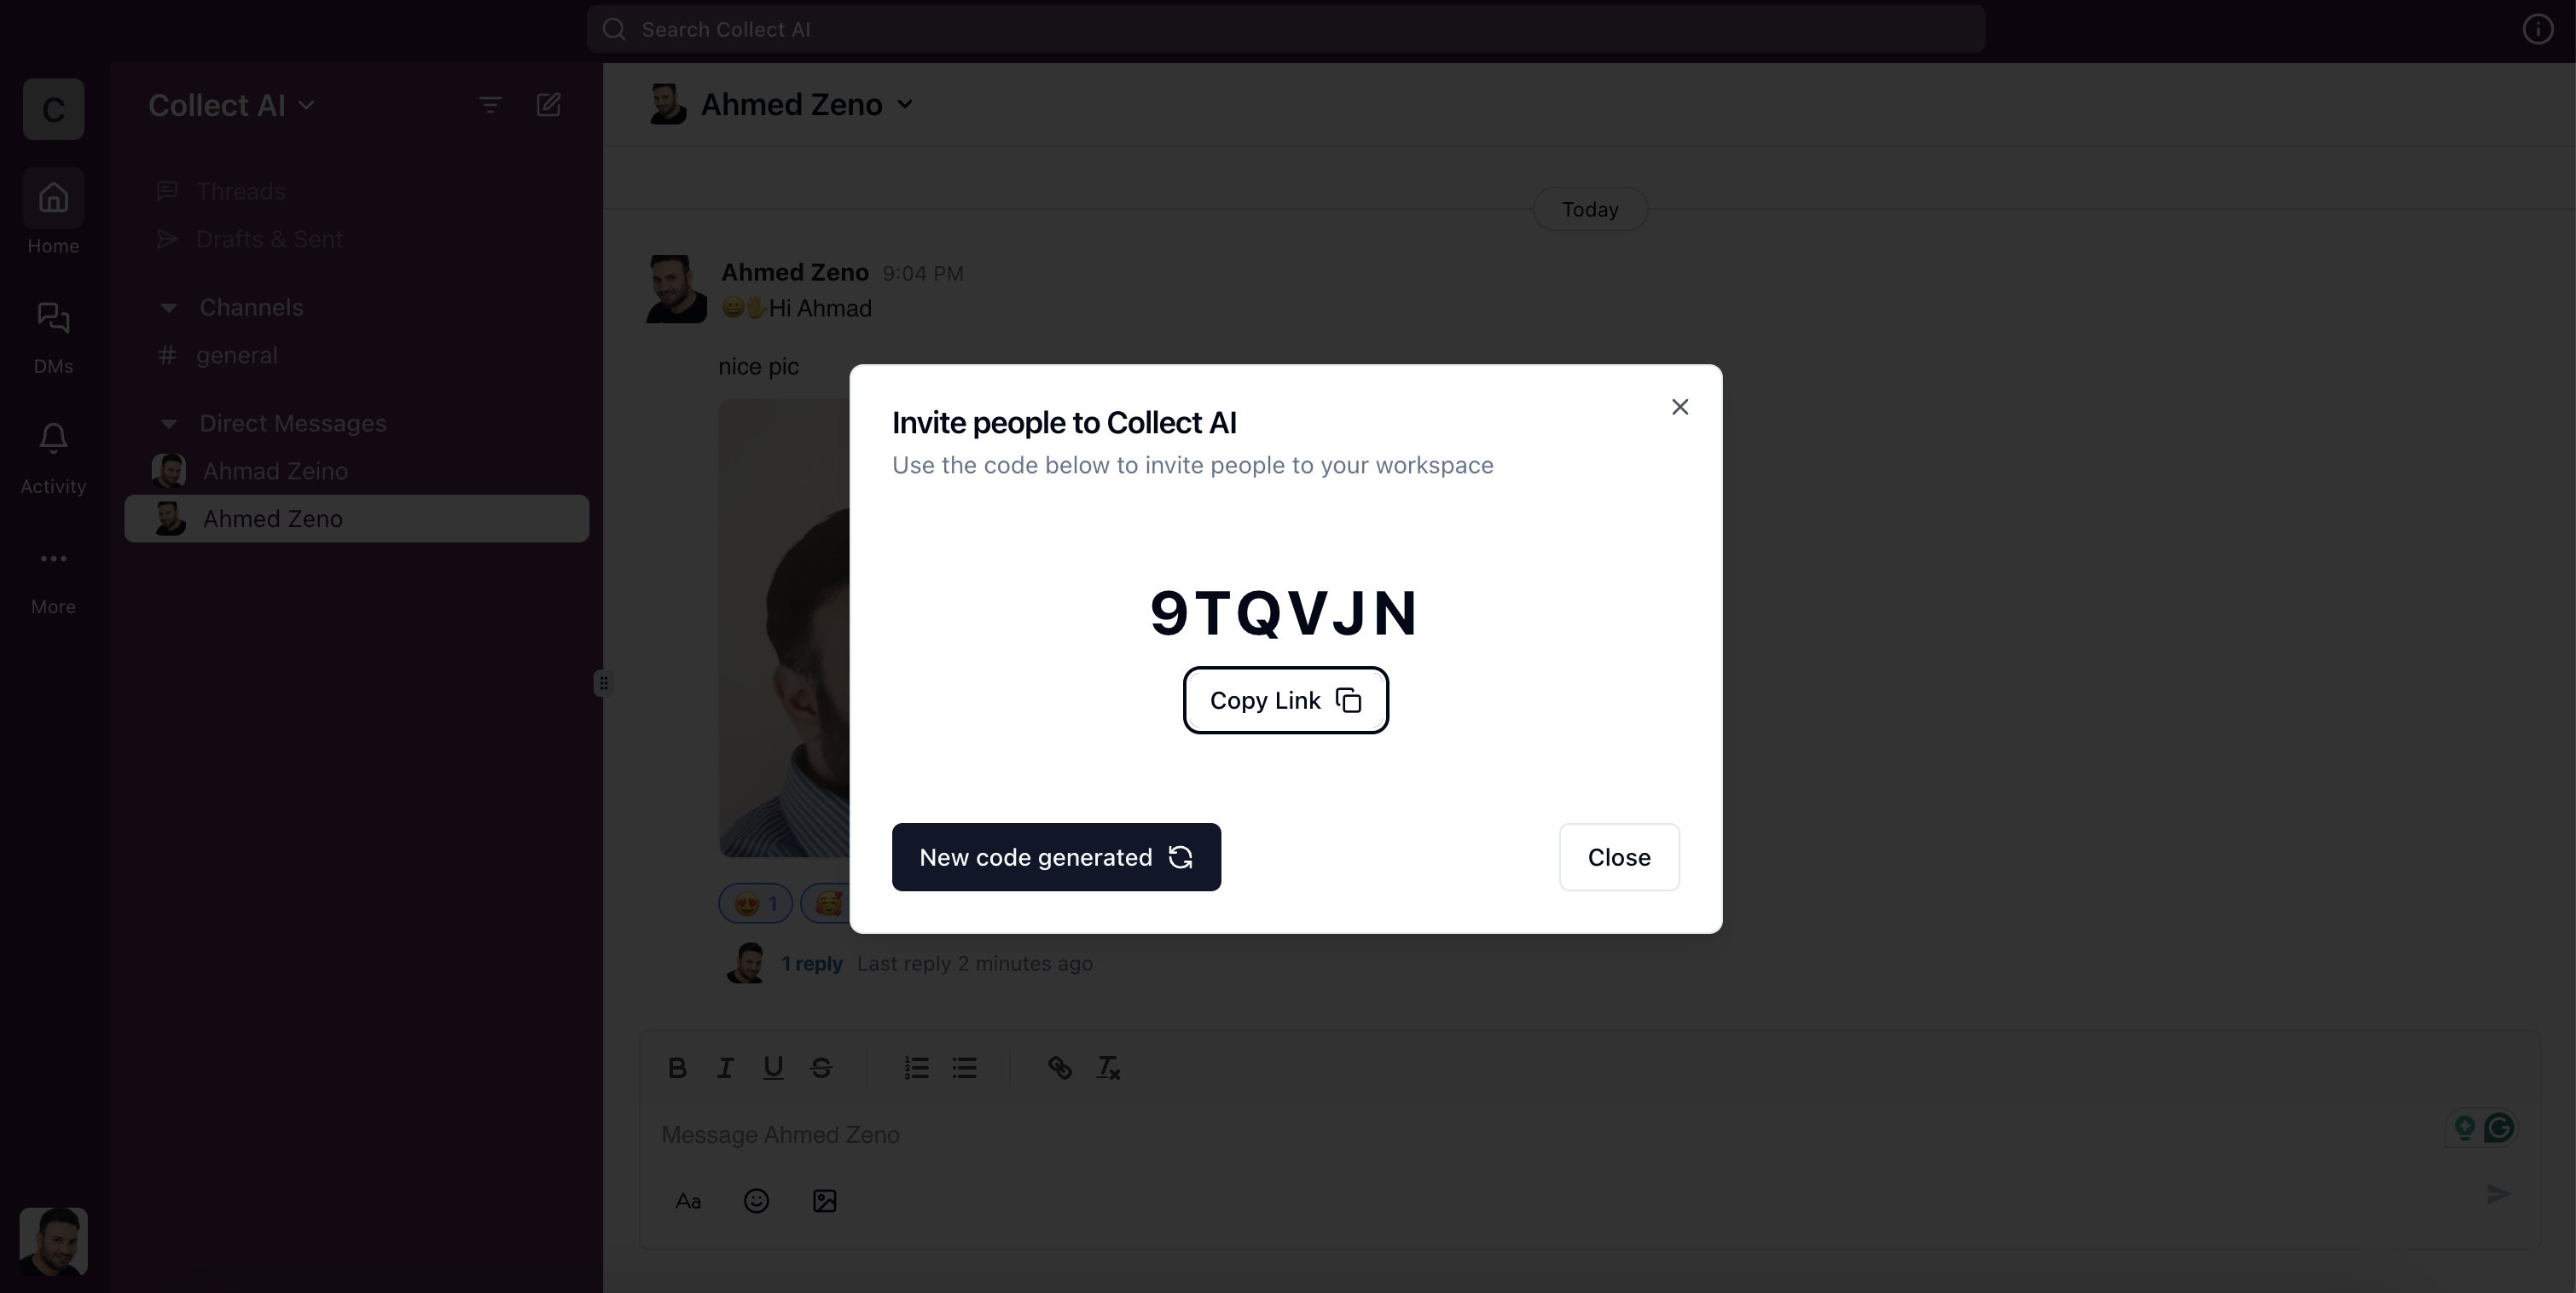 Search Collect AI
C
Collect AI
Ahmed Zeno
Home
Threads
Drafts & Sent
Today
Ahmed Zeno 9:04 PM
😀✋Hi Ahmad
Channels
# general
DMs
nice pic
Direct Messages
Ahmad Zeino
Activity
Ahmed Zeno
More
Invite people to Collect AI
Use the code below to invite people to your workspace
9TQVJN
Copy Link
New code generated
Close
😍 1
🥰
1 reply Last reply 2 minutes ago
B I U S
Message Ahmed Zeno
Aa